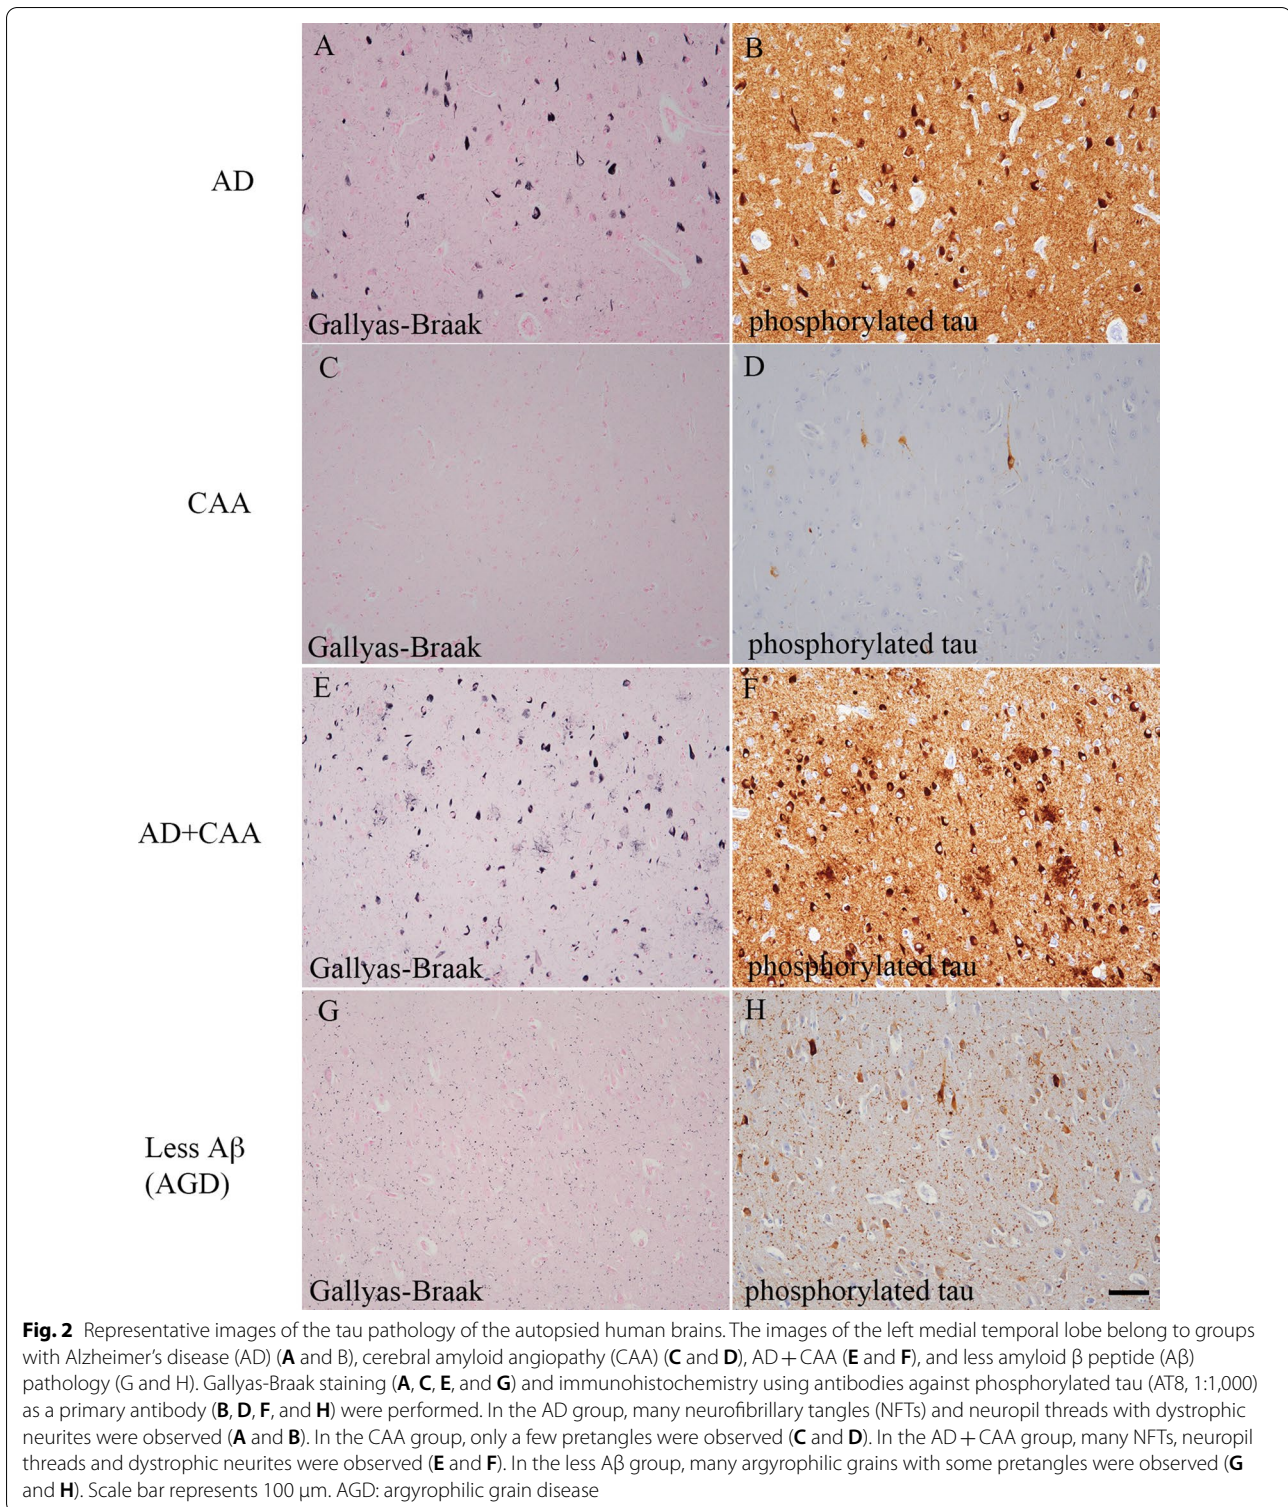 A
B
AD
Gallyas-Braak
phosphorylated tau
C
D
CAA
Gallyas-Braak
phosphorylated tau
E
F
AD+CAA
Gallyas-Braak
phosphorylated tau
G
H
Less Aβ
(AGD)
Gallyas-Braak
phosphorylated tau
Fig. 2 Representative images of the tau pathology of the autopsied human brains. The images of the left medial temporal lobe belong to groups
with Alzheimer's disease (AD) (A and B), cerebral amyloid angiopathy (CAA) (C and D), AD + CAA (E and F), and less amyloid β peptide (Aβ)
pathology (G and H). Gallyas-Braak staining (A, C, E, and G) and immunohistochemistry using antibodies against phosphorylated tau (AT8, 1:1,000)
as a primary antibody (B, D, F, and H) were performed. In the AD group, many neurofibrillary tangles (NFTs) and neuropil threads with dystrophic
neurites were observed (A and B). In the CAA group, only a few pretangles were observed (C and D). In the AD + CAA group, many NFTs, neuropil
threads and dystrophic neurites were observed (E and F). In the less Aβ group, many argyrophilic grains with some pretangles were observed (G
and H). Scale bar represents 100 μm. AGD: argyrophilic grain disease